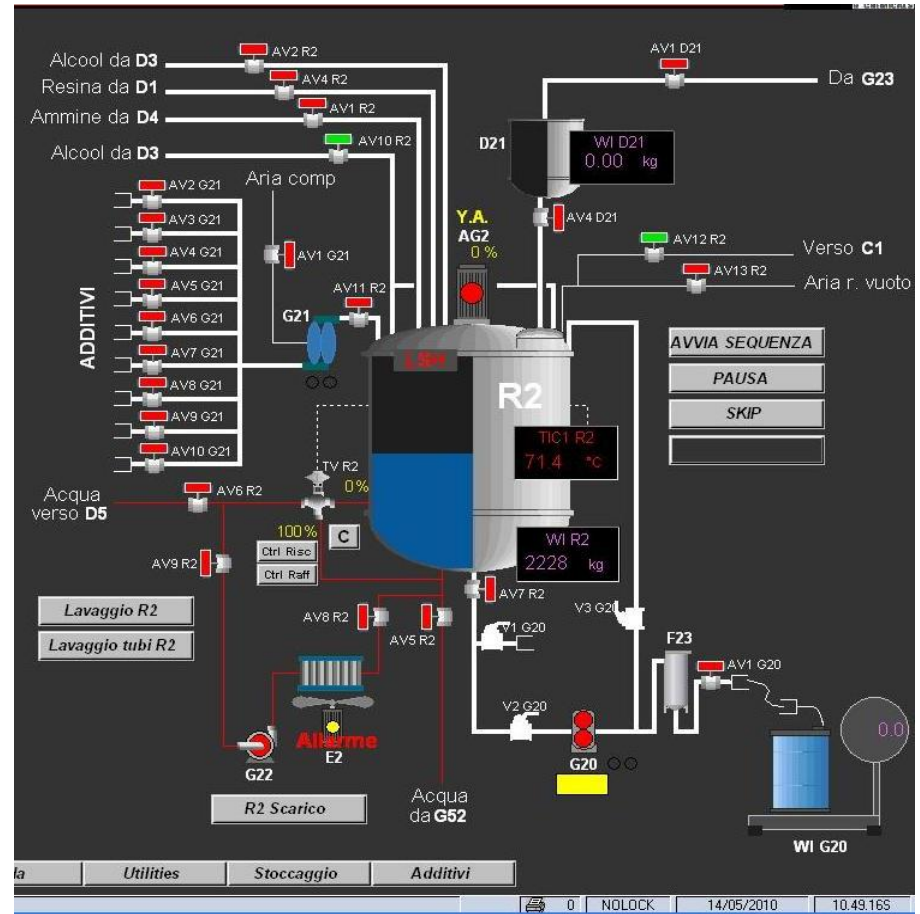 AV2 R2
Alcool da D3
AV4 R2
Resina da D1
AV1 R2
Ammine da D4
AV10 R2
Alcool da D3
AV1 D21
Da G23
D21
WI D21
0.00 kg
AV4 D21
Y.A.
AG2
0 %
AV12 R2
Verso C1
AV13 R2
Aria r. vuoto
ADDITIVI
AV2 G21
AV3 G21
AV4 G21
AV5 G21
AV6 G21
AV7 G21
AV8 G21
AV9 G21
AV10 G21
Aria comp
AV1 G21
AV11 R2
G21
LSH
R2
TIC1 R2
71.4 °C
WI R2
2228 kg
AVVIA SEQUENZA
PAUSA
SKIP
TV R2
0%
100%
C
Ctrl Risc
Ctrl Raff
Acqua
verso D5
AV6 R2
AV9 R2
Lavaggio R2
Lavaggio tubi R2
AV8 R2
AV5 R2
AV7 R2
V1 G20
V3 G20
V2 G20
F23
AV1 G20
G20
0.0
WI G20
Allarme
E2
G22
R2 Scarico
Acqua
da G52
Utilities
Stoccaggio
Additivi
0
NOLOCK
14/05/2010
10.49.16S